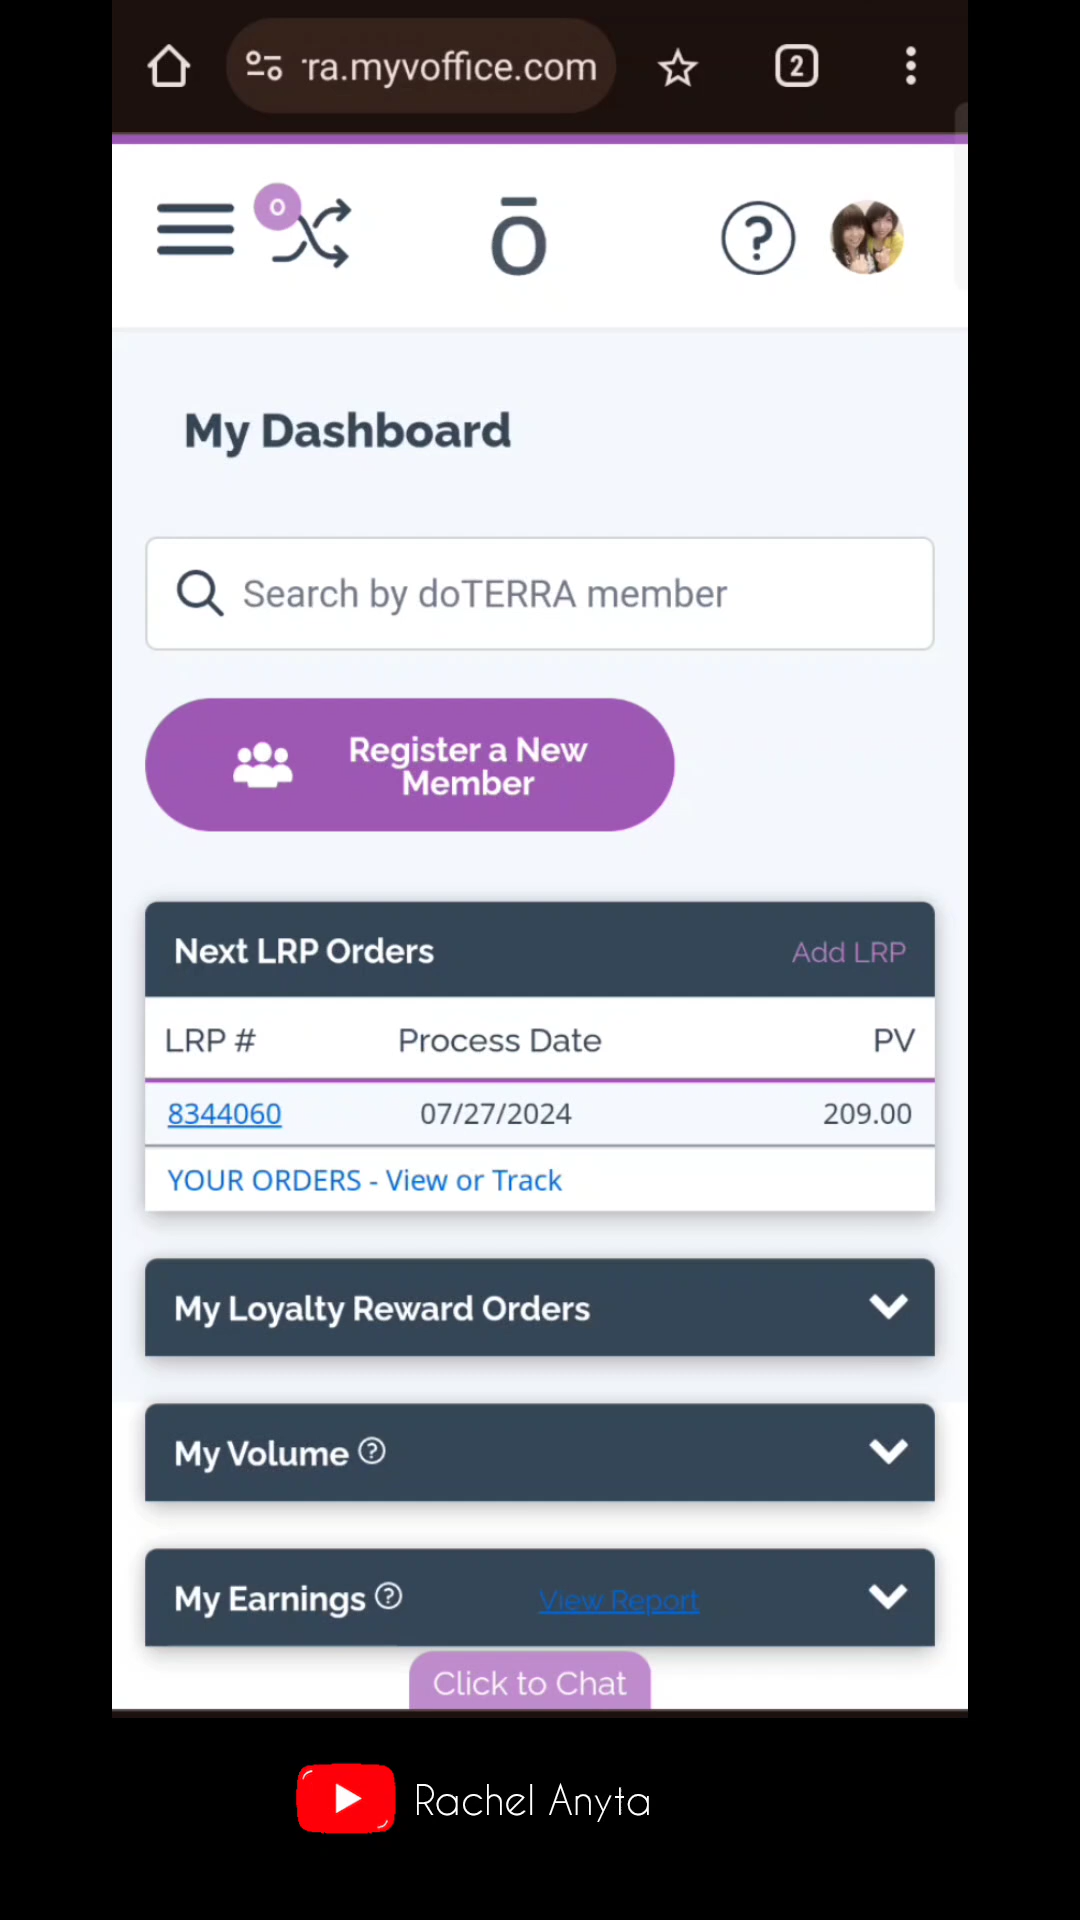 'ra.myvoffice.com
2
0
ō
?
My Dashboard
Search by doTERRA member
Register a New
Member
Next LRP Orders Add LRP
LRP # Process Date PV
8344060 07/27/2024 209.00
YOUR ORDERS - View or Track
My Loyalty Reward Orders
My Volume ?
My Earnings ? View Report
Click to Chat
Rachel Anyta